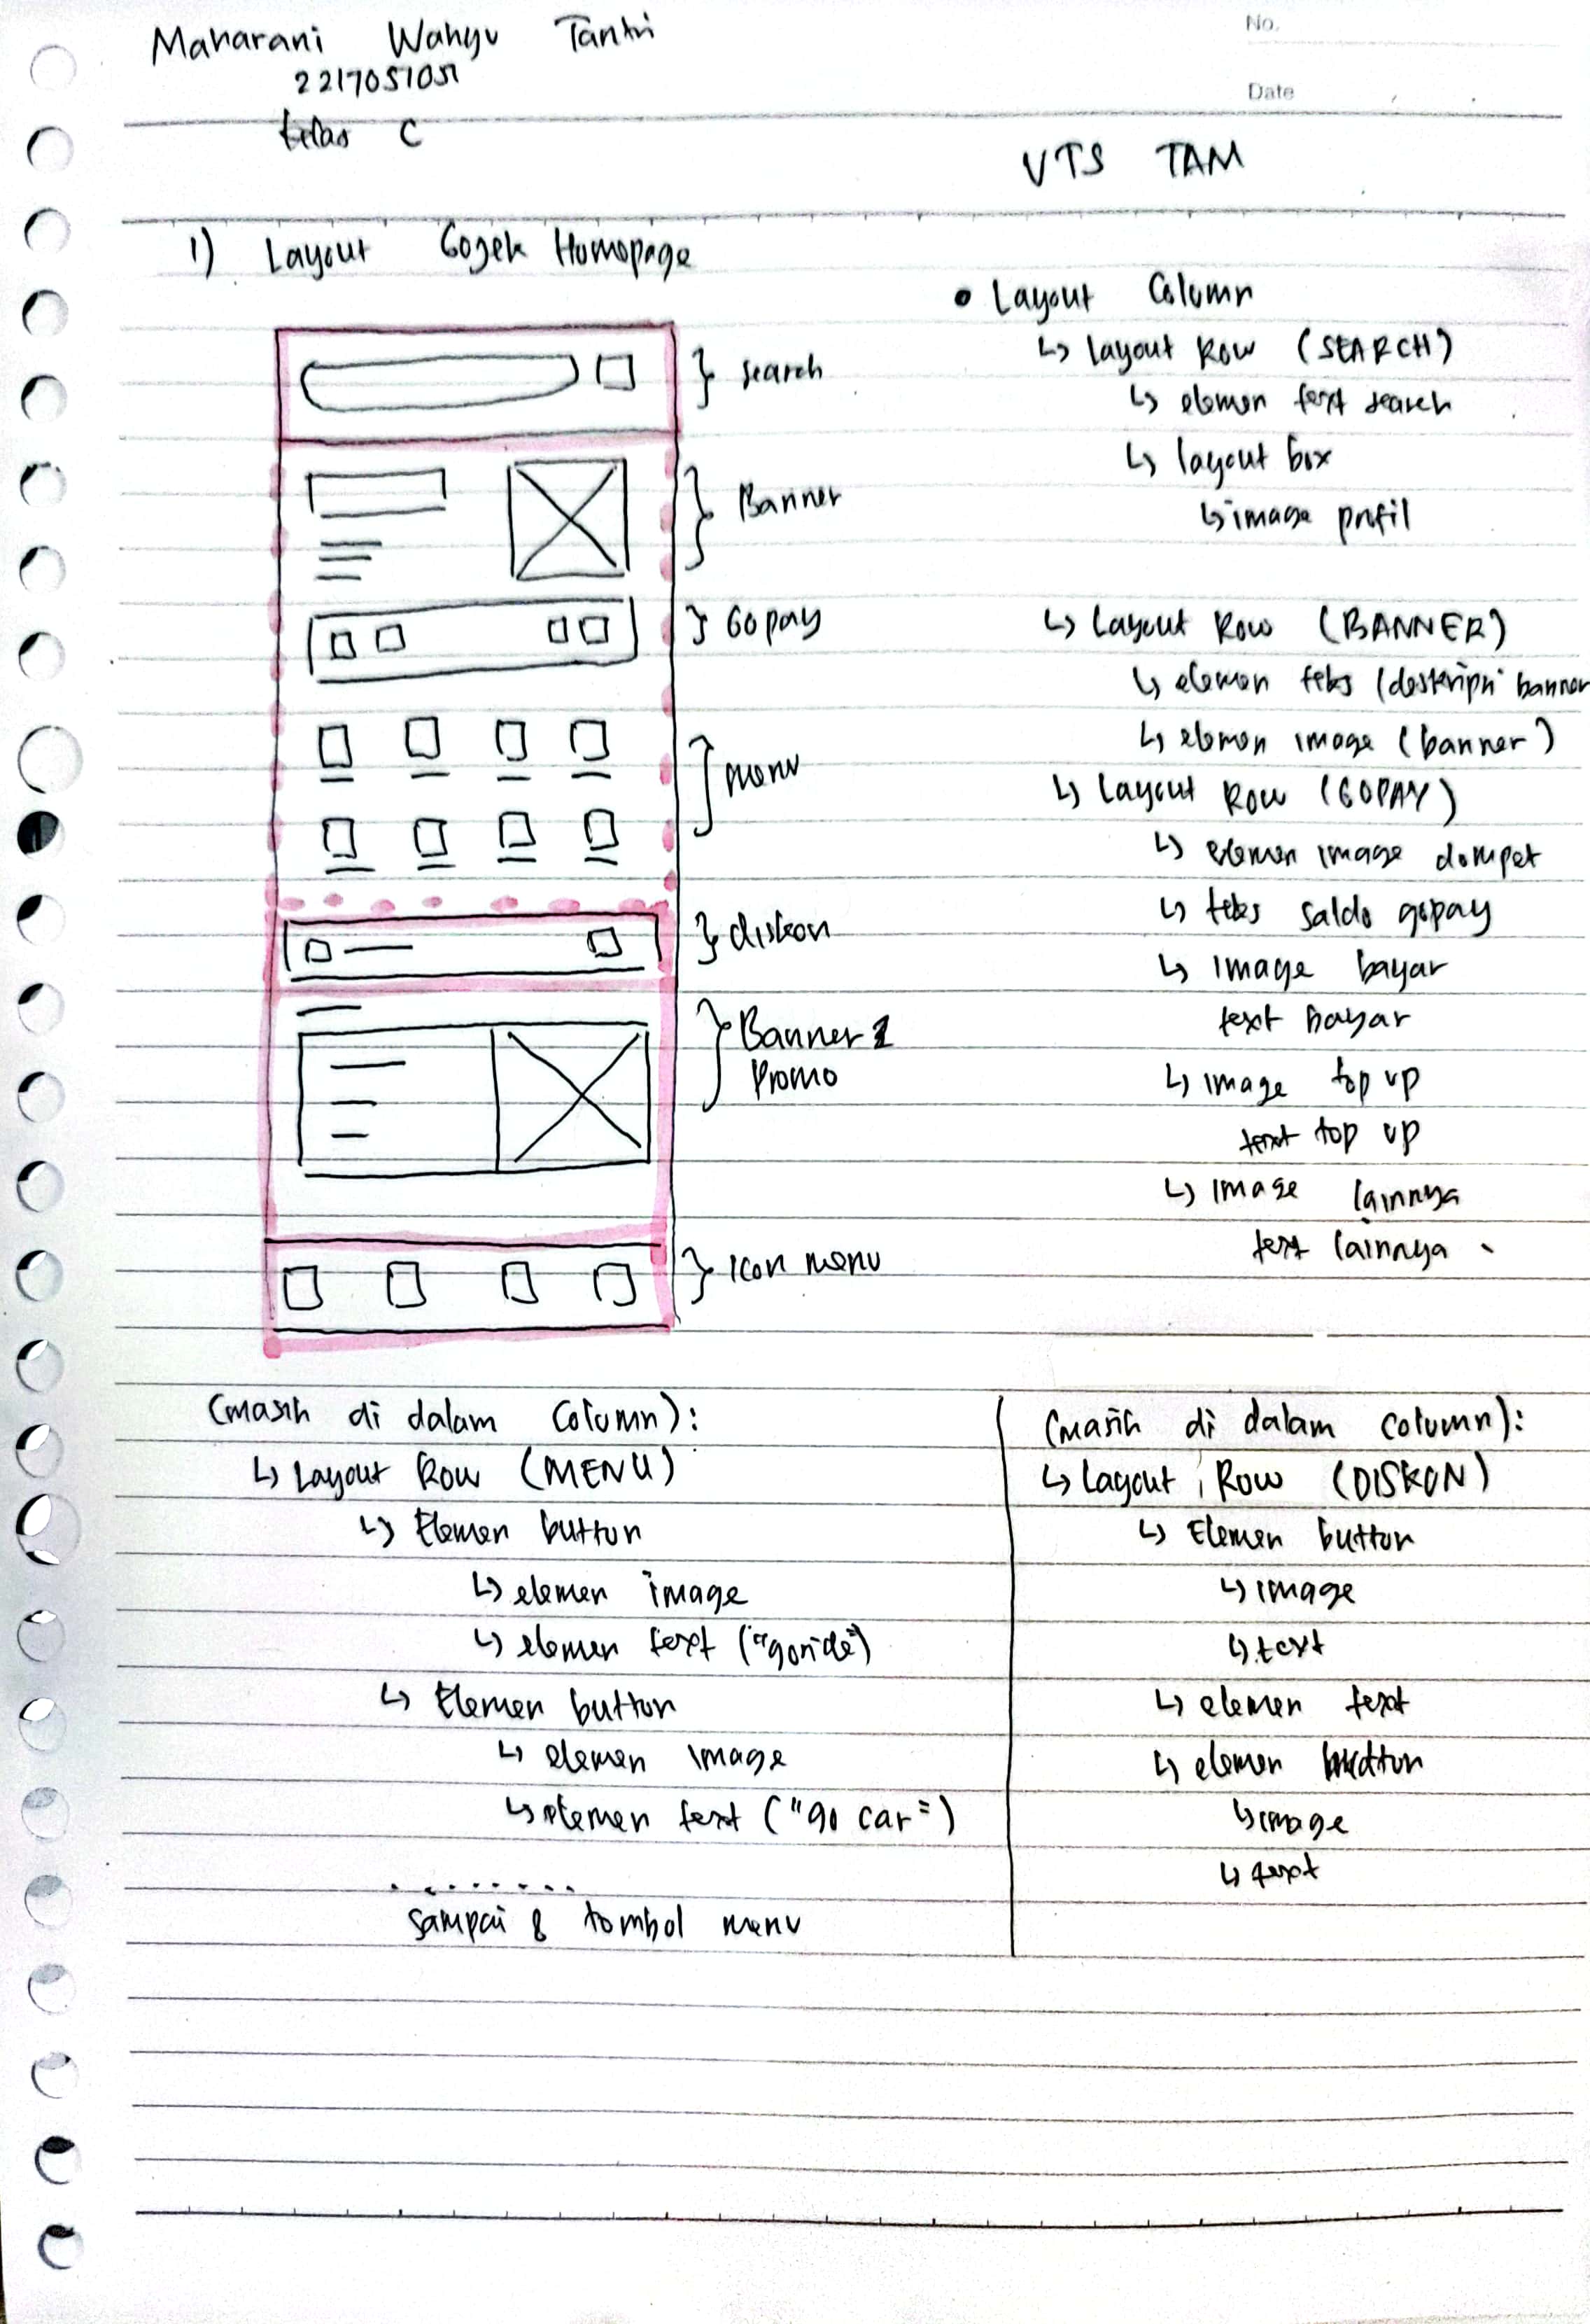 Maharani Wahyu Tantri
2217051051
Kelas C
No.
Date
UTS TAM
1) Layout Gojek Homepage
} search
} Banner
} Gopay
} menu
} diskon
} Banner 1
Promo
} Icon menu
• Layout Column
↳ layout Row (SEARCH)
↳ elemen text search
↳ layout box
↳ image profil
↳ Layout Row (BANNER)
↳ elemen teks (deskripsi banner
↳ elemen image (banner)
↳ Layout Row (GOPAY)
↳ elemen image dompet
↳ teks saldo gopay
↳ image bayar
text bayar
↳ image top up
text top up
↳ image lainnya
text lainnya
(masih di dalam Column):
↳ Layout Row (MENU)
↳ Elemen button
↳ elemen image
↳ elemen text ("goride")
↳ Elemen button
↳ elemen image
↳ elemen text ("go car")
........
sampai 8 tombol menu
(masih di dalam column):
↳ Layout Row (DISKON)
↳ Elemen button
↳ image
↳ text
↳ elemen text
↳ elemen button
↳ image
↳ text